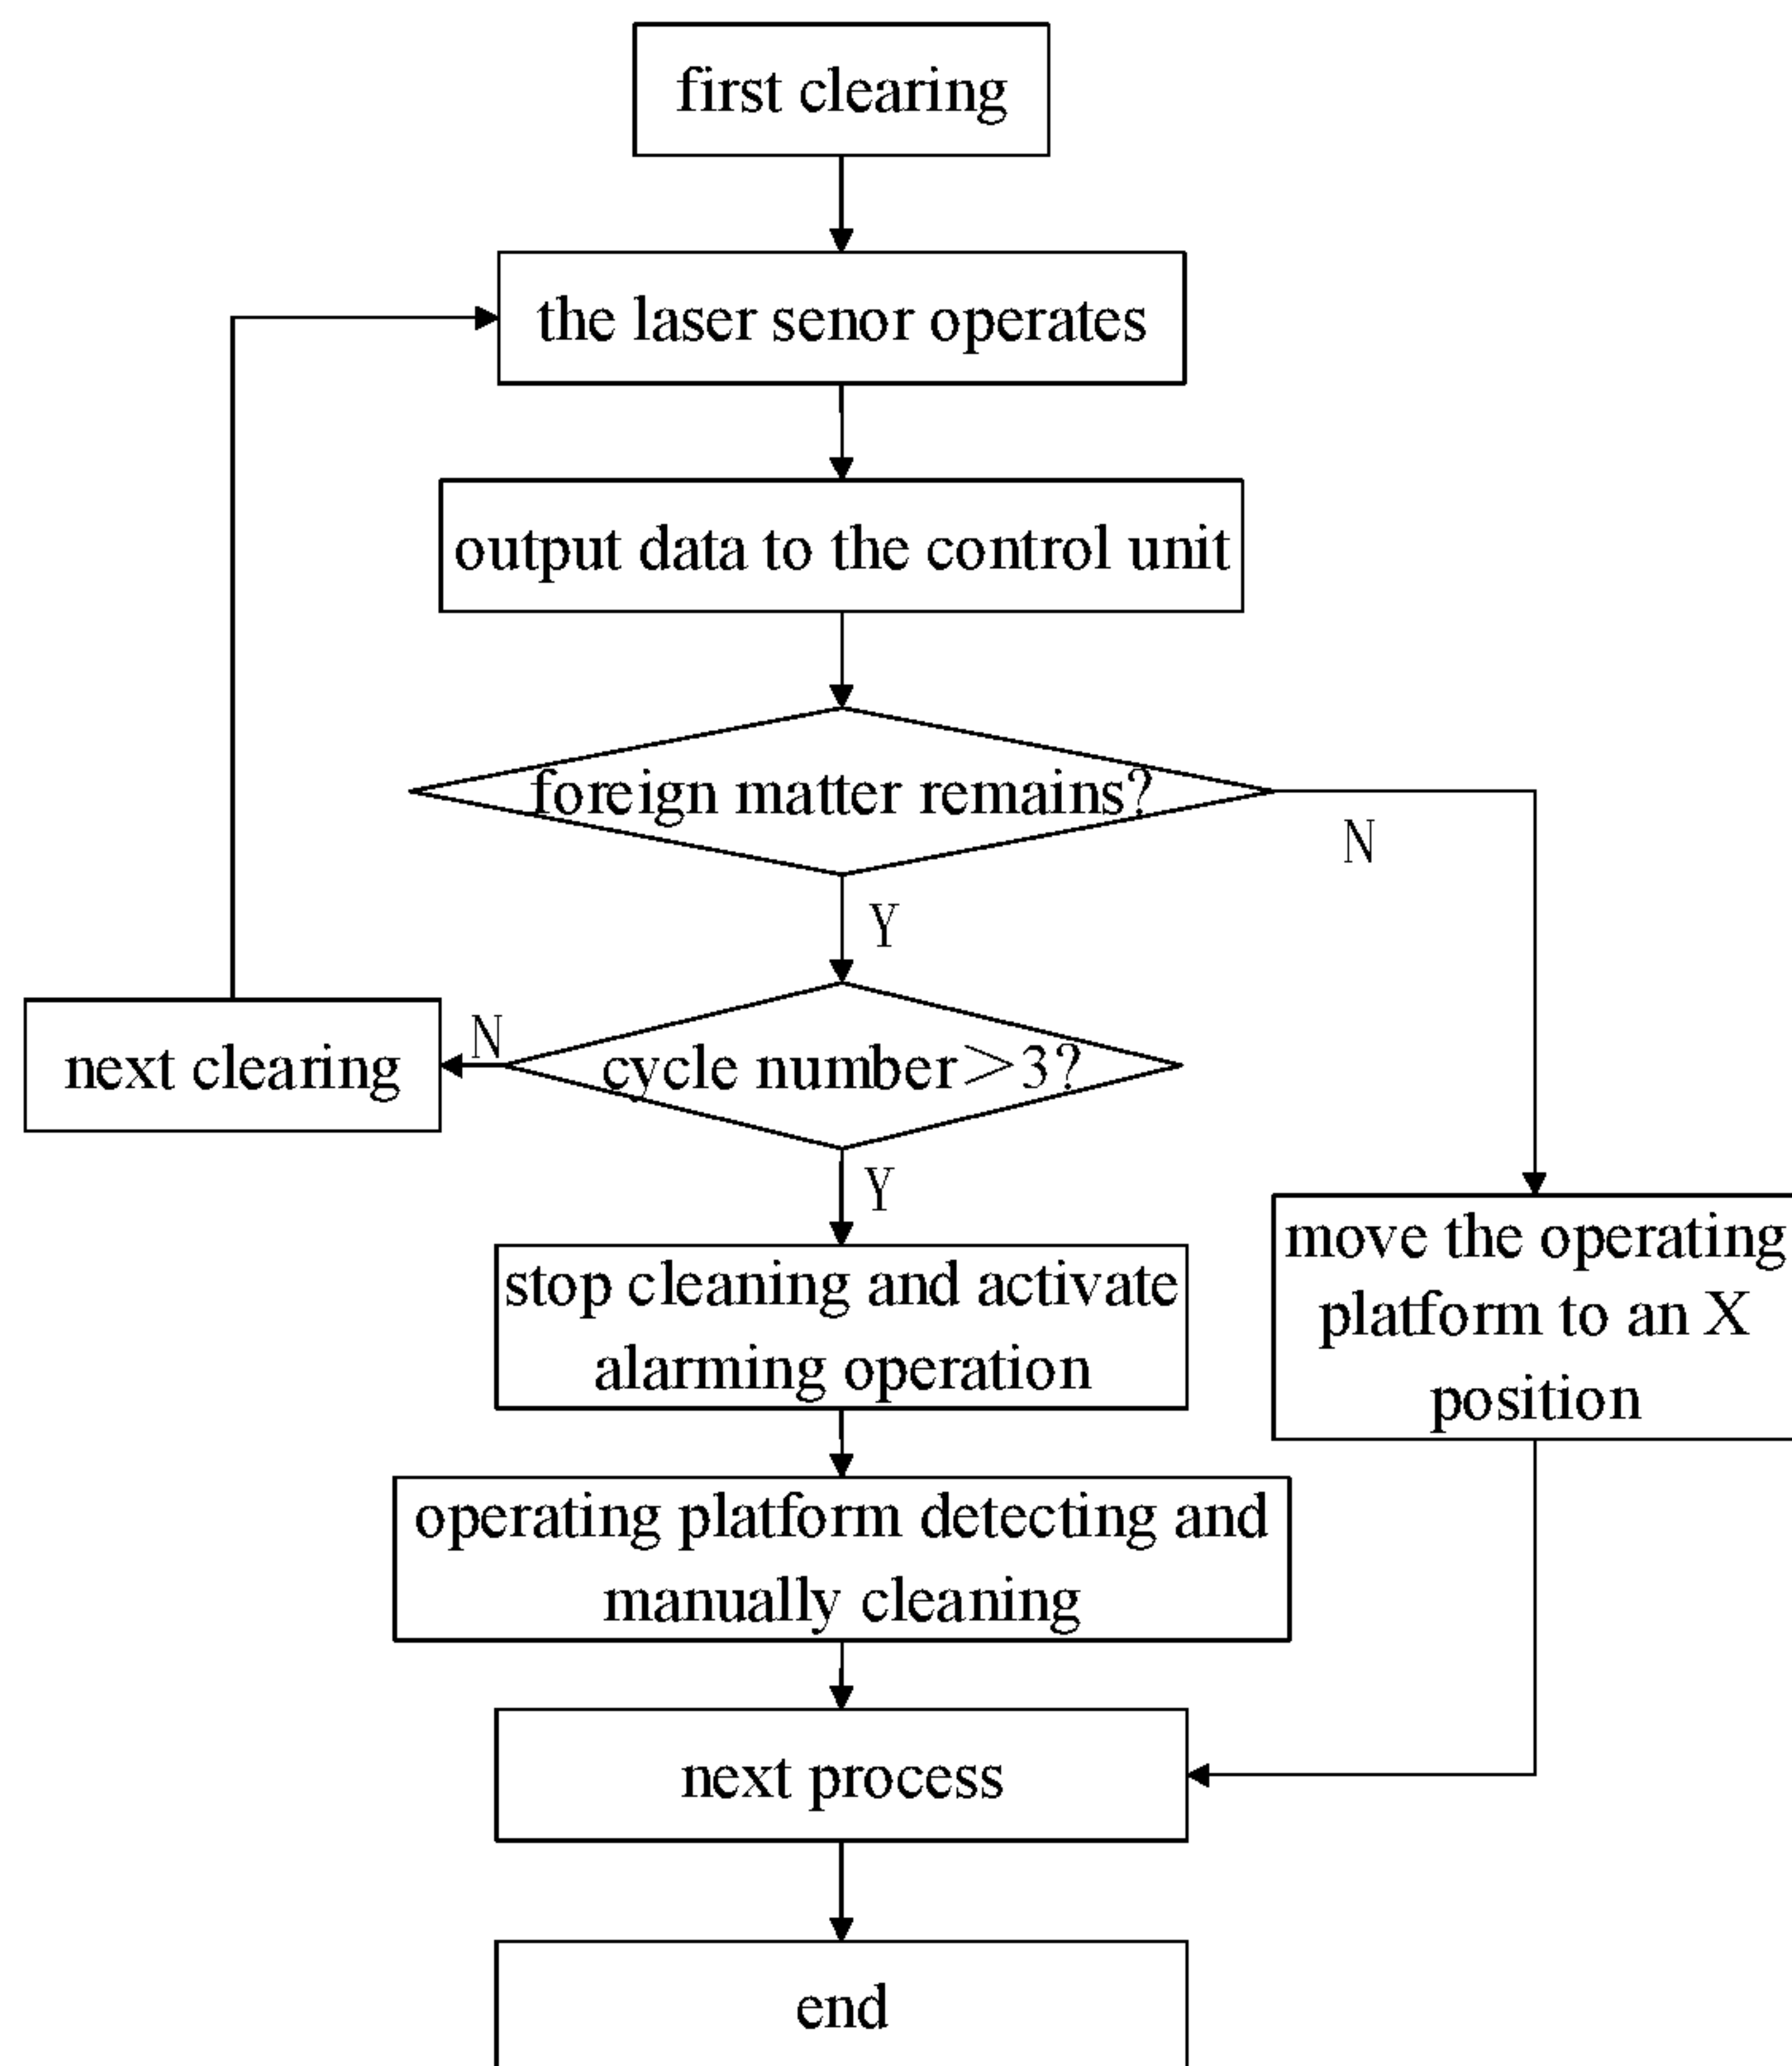 first clearing
the laser senor operates
output data to the control unit
foreign matter remains?
N
Y
next clearing
N
cycle number＞3?
Y
stop cleaning and activate
alarming operation
move the operating
platform to an X
position
operating platform detecting and
manually cleaning
next process
end